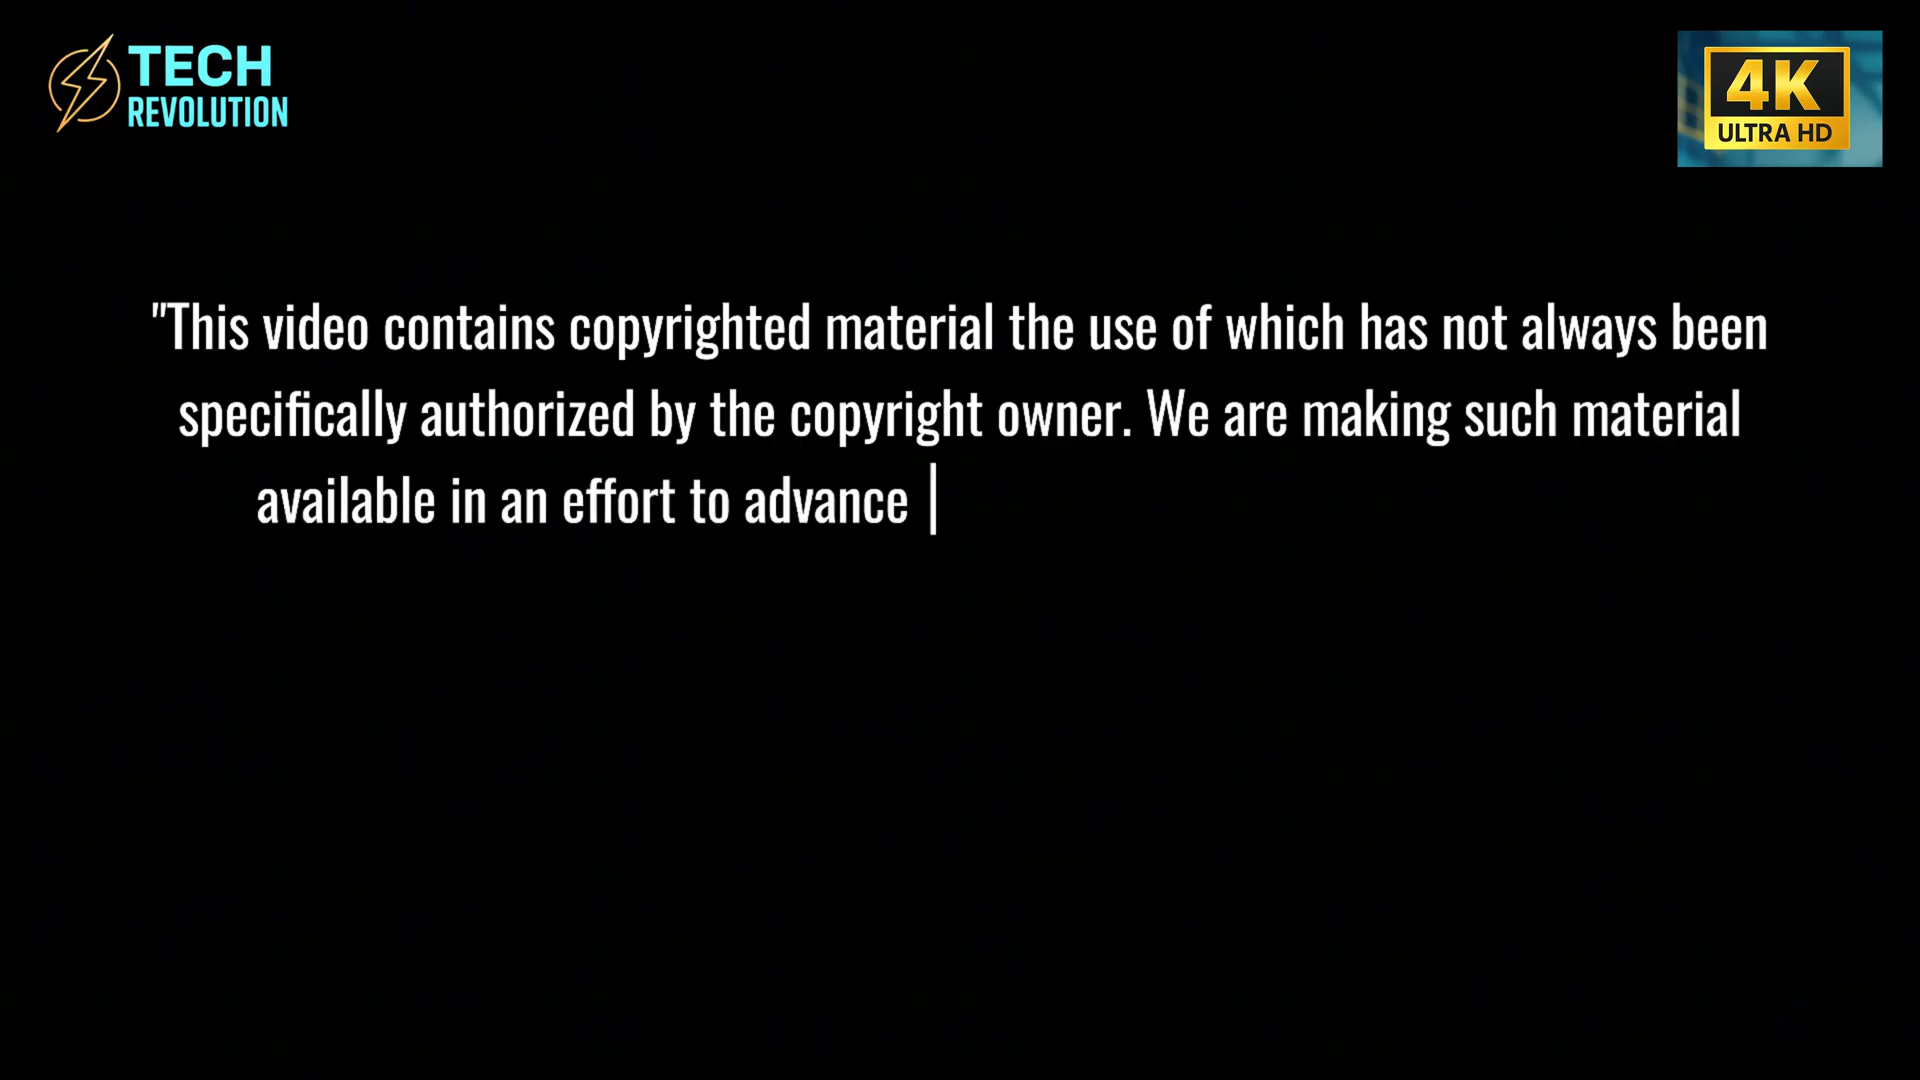 TECH
REVOLUTION
4K
ULTRA HD
"This video contains copyrighted material the use of which has not always been
specifically authorized by the copyright owner. We are making such material
available in an effort to advance